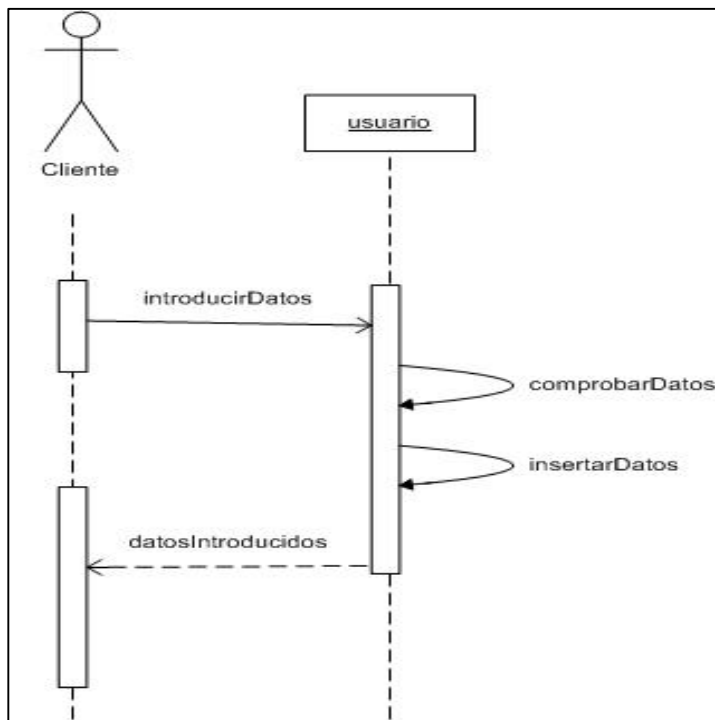 usuario
Cliente
introducirDatos
comprobarDatos
insertarDatos
datosIntroducidos